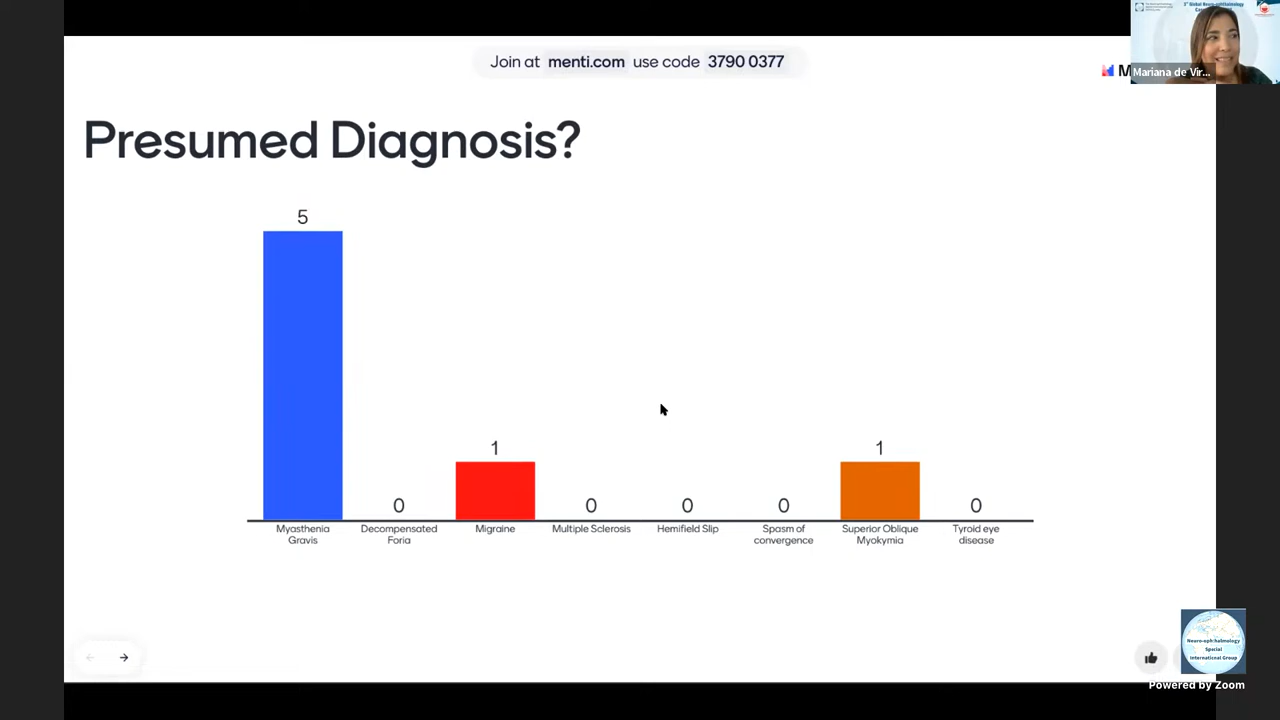 Join at menti.com use code 3790 0377
Mariana de Vir...
Presumed Diagnosis?
5
0
1
0
0
0
1
0
Myasthenia
Gravis
Decompensated
Foria
Migraine
Multiple Sclerosis
Hemifield Slip
Spasm of
convergence
Superior Oblique
Myokymia
Tyroid eye
disease
Neuro-ophthalmology
Special
International Group
Powered by Zoom